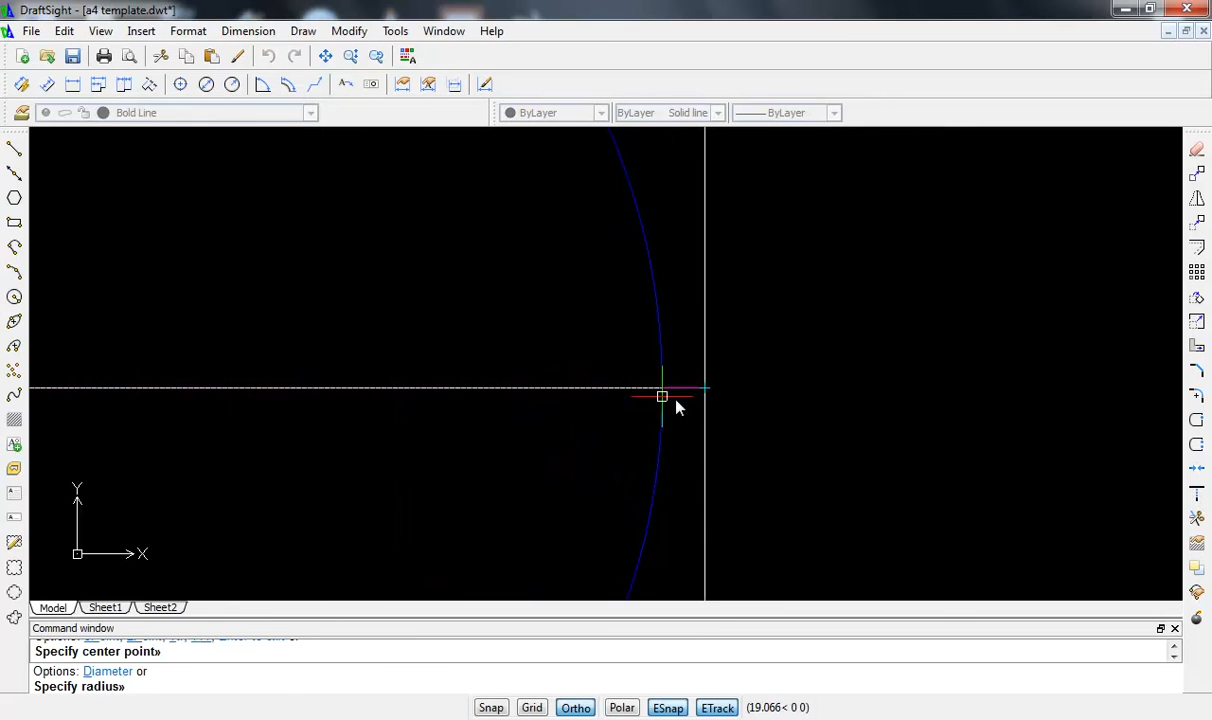 DraftSight - [a4 template.dwt*]
File Edit View Insert Format Dimension Draw Modify Tools Window Help
Bold Line ByLayer ByLayer Solid line ByLayer
Y
X
Model Sheet1 Sheet2
Command window
Specify center point»
Options: Diameter or
Specify radius»
Snap Grid Ortho Polar ESnap ETrack (19.066< 0 0)